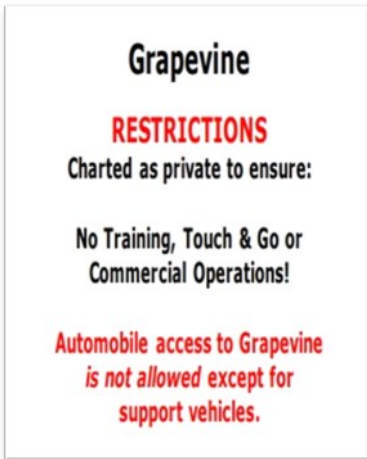 Grapevine
RESTRICTIONS
Charted as private to ensure:
No Training, Touch & Go or
Commercial Operations!
Automobile access to Grapevine
is not allowed except for
support vehicles.